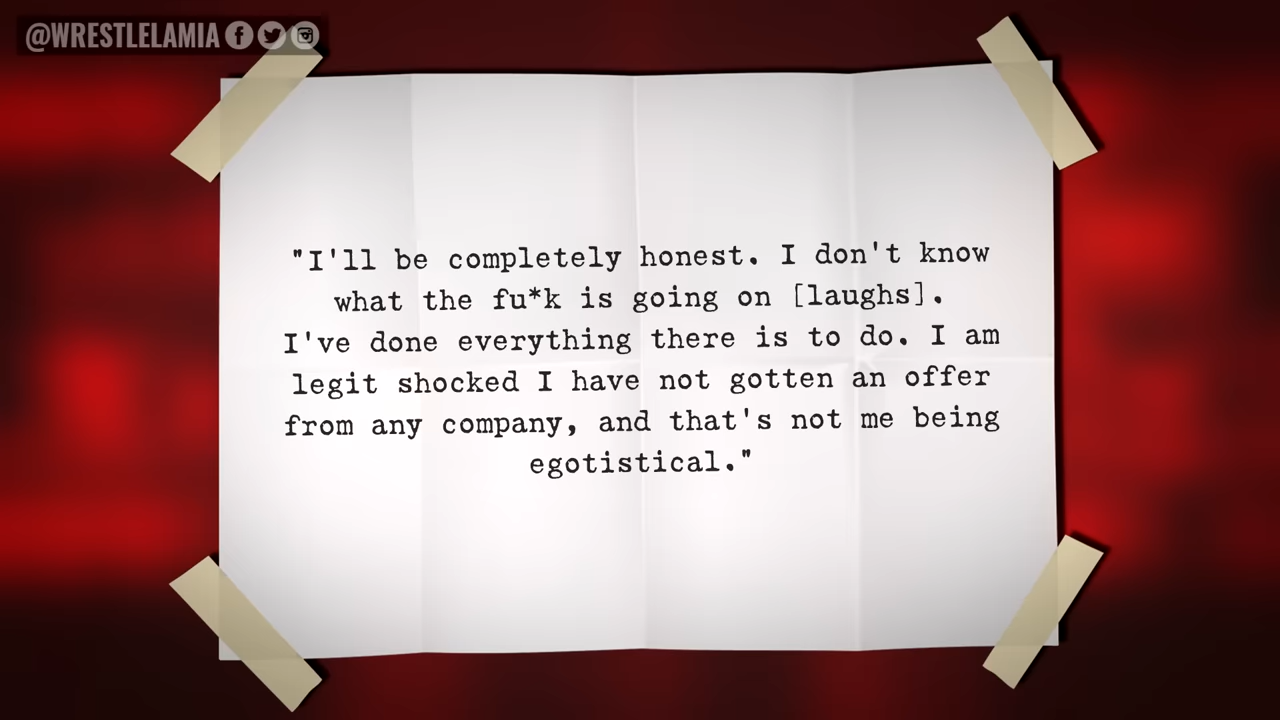 @WRESTLELAMIA
"I'll be completely honest. I don't know
what the fu*k is going on [laughs].
I've done everything there is to do. I am
legit shocked I have not gotten an offer
from any company, and that's not me being
egotistical."